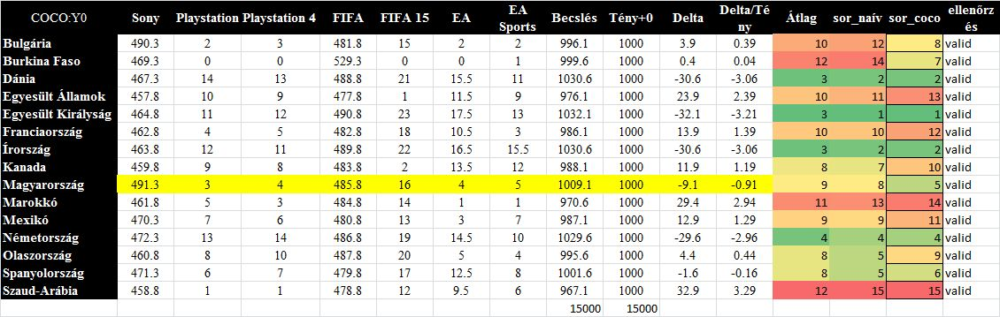 COCO:Y0 Sony Playstation Playstation 4 FIFA FIFA 15 EA EA Sports Becslés Tény+0 Delta Delta/Tény Átlag sor_naív sor_coco ellenőrzés
Bulgária 490.3 2 3 481.8 15 2 2 996.1 1000 3.9 0.39 10 12 8 valid
Burkina Faso 469.3 0 0 529.3 0 0 1 999.6 1000 0.4 0.04 12 14 7 valid
Dánia 467.3 14 13 488.8 21 15.5 11 1030.6 1000 -30.6 -3.06 3 2 2 valid
Egyesült Államok 457.8 10 9 477.8 1 11.5 9 976.1 1000 23.9 2.39 10 11 13 valid
Egyesült Királyság 464.8 11 12 490.8 23 17.5 13 1032.1 1000 -32.1 -3.21 3 1 1 valid
Franciaország 462.8 4 5 482.8 18 10.5 3 986.1 1000 13.9 1.39 10 10 12 valid
Írország 463.8 12 11 489.8 22 16.5 15.5 1030.6 1000 -30.6 -3.06 3 2 2 valid
Kanada 459.8 9 8 483.8 2 13.5 12 988.1 1000 11.9 1.19 8 7 10 valid
Magyarország 491.3 3 4 485.8 16 4 5 1009.1 1000 -9.1 -0.91 9 8 5 valid
Marokkó 461.8 5 3 484.8 14 1 1 970.6 1000 29.4 2.94 11 13 14 valid
Mexikó 470.3 7 6 480.8 13 3 7 987.1 1000 12.9 1.29 9 9 11 valid
Németország 472.3 13 14 486.8 19 14.5 10 1029.6 1000 -29.6 -2.96 4 4 4 valid
Olaszország 460.8 8 10 487.8 20 5 4 995.6 1000 4.4 0.44 8 5 9 valid
Spanyolország 471.3 6 7 479.8 17 12.5 8 1001.6 1000 -1.6 -0.16 8 5 6 valid
Szaud-Arábia 458.8 1 1 478.8 12 9.5 6 967.1 1000 32.9 3.29 12 15 15 valid
15000 15000